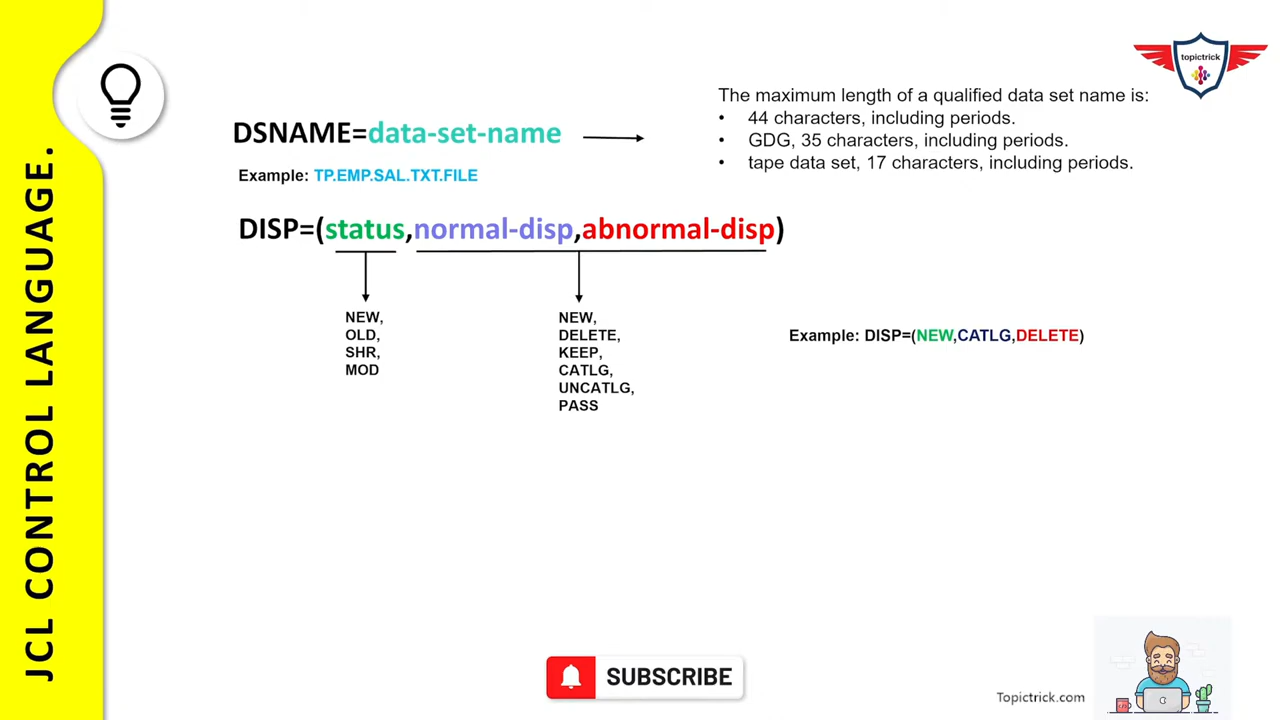 JCL CONTROL LANGUAGE.
topictrick
DSNAME=data-set-name
Example: TP.EMP.SAL.TXT.FILE
The maximum length of a qualified data set name is:
• 44 characters, including periods.
• GDG, 35 characters, including periods.
• tape data set, 17 characters, including periods.
DISP=(status,normal-disp,abnormal-disp)
NEW,
OLD,
SHR,
MOD
NEW,
DELETE,
KEEP,
CATLG,
UNCATLG,
PASS
Example: DISP=(NEW,CATLG,DELETE)
SUBSCRIBE
Topictrick.com